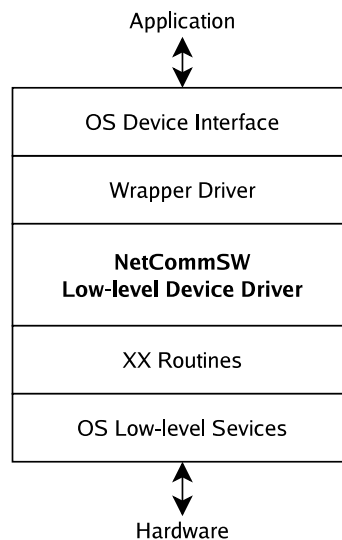 Application
OS Device Interface
Wrapper Driver
NetCommSW
Low-level Device Driver
XX Routines
OS Low-level Sevices
Hardware